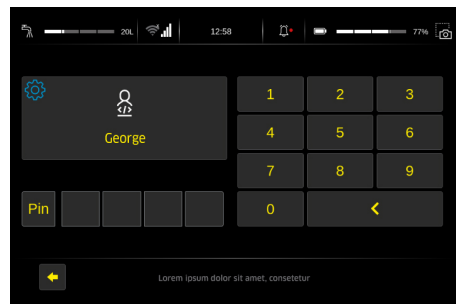 20L 12:58 77%
</>
George
1 2 3
4 5 6
7 8 9
Pin 0
Lorem ipsum dolor sit amet, consetetur